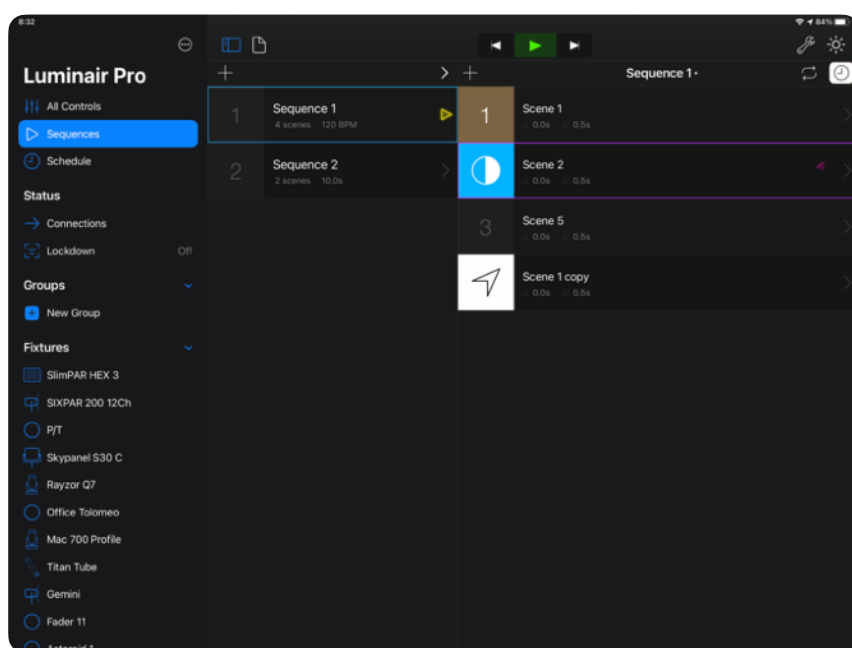 8:32
84%
Luminair Pro
All Controls
Sequences
Schedule
Status
Connections
Lockdown Off
Groups
New Group
Fixtures
SlimPAR HEX 3
SIXPAR 200 12Ch
P/T
Skypanel S30 C
Rayzor Q7
Office Tolomeo
Mac 700 Profile
Titan Tube
Gemini
Fader 11
Asteroid 1
1
Sequence 1
4 scenes 120 BPM
2
Sequence 2
2 scenes 10.0s
Sequence 1
1
Scene 1
0.0s 0.5s
Scene 2
0.0s 0.5s
3
Scene 5
0.0s 0.5s
Scene 1 copy
0.0s 0.5s